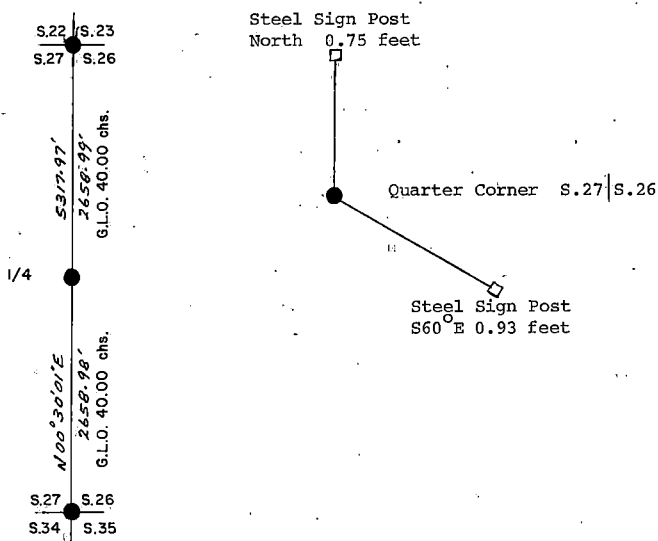 S.22 S.23
S.27 S.26
5317.97'
2658.99'
G.L.O. 40.00 chs.
1/4
N 00°30'01"E
2658.98'
G.L.O. 40.00 chs.
S.27 S.26
S.34 S.35
Steel Sign Post
North 0.75 feet
Quarter Corner S.27|S.26
Steel Sign Post
S60°E 0.93 feet